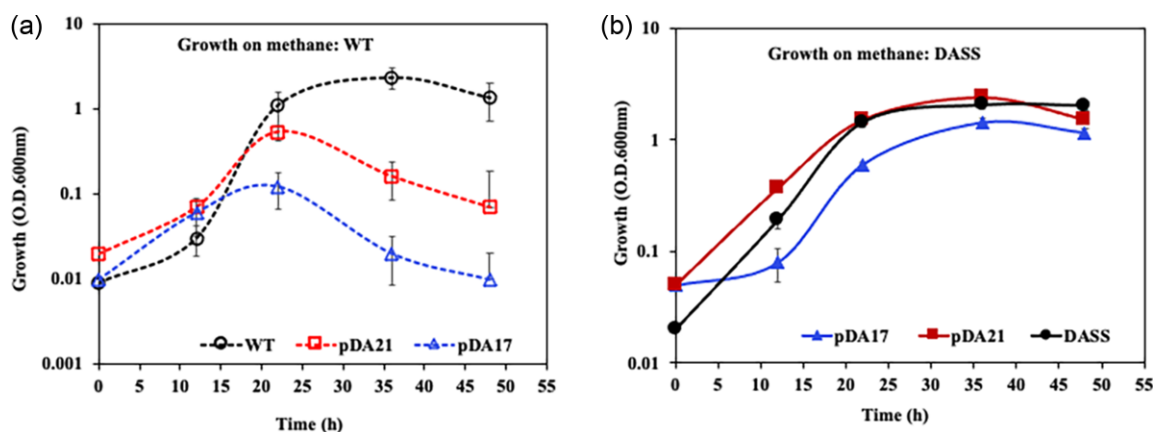 (a)
Growth on methane: WT
Growth (O.D.600nm)
10
1
0.1
0.01
0.001
WT
pDA21
pDA17
0 5 10 15 20 25 30 35 40 45 50 55
Time (h)
(b)
Growth on methane: DASS
Growth (O.D.600nm)
10
1
0.1
0.01
pDA17
pDA21
DASS
0 5 10 15 20 25 30 35 40 45 50 55
Time (h)